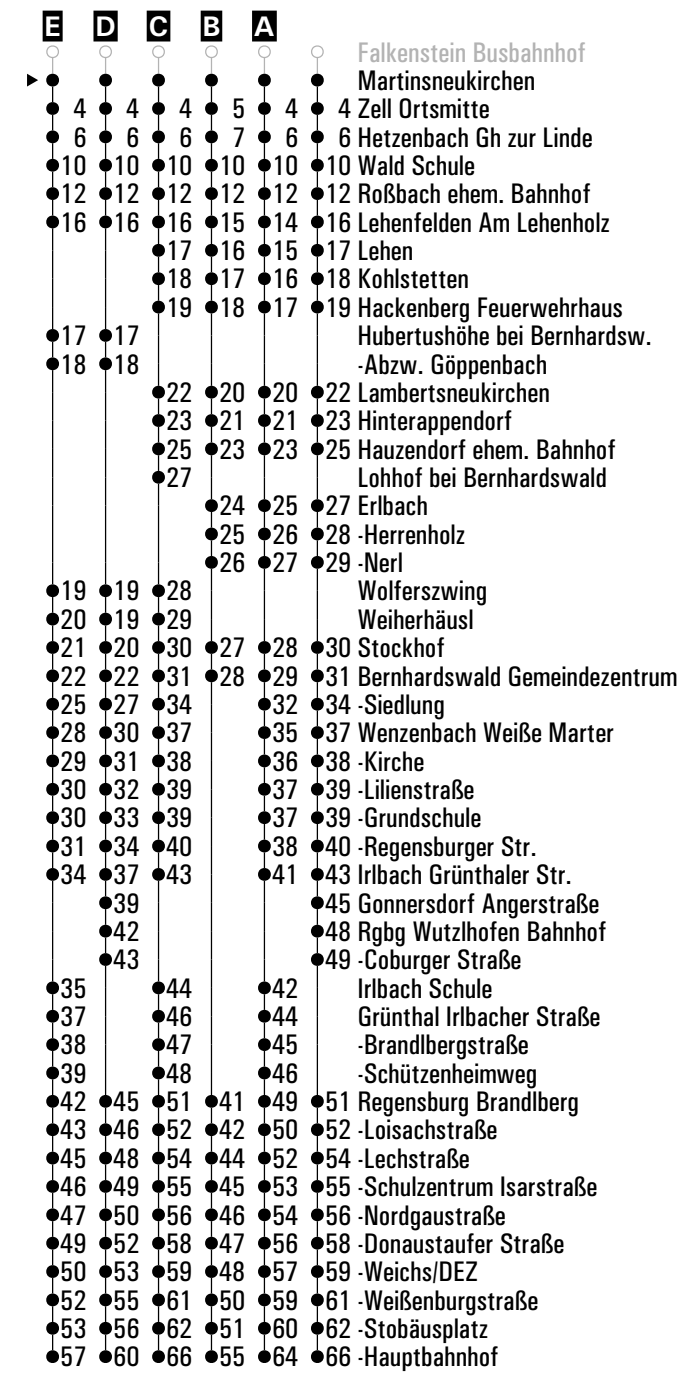 E D C B A
Falkenstein Busbahnhof
Martinsneukirchen
4 4 4 5 4 4 Zell Ortsmitte
6 6 6 7 6 6 Hetzenbach Gh zur Linde
10 10 10 10 10 10 Wald Schule
12 12 12 12 12 12 Roßbach ehem. Bahnhof
16 16 16 15 14 16 Lehenfelden Am Lehenholz
17 16 15 17 Lehen
18 17 16 18 Kohlstetten
19 18 17 19 Hackenberg Feuerwehrhaus
17 17 Hubertushöhe bei Bernhardsw.
18 18 -Abzw. Göppenbach
22 20 20 22 Lambertsneukirchen
23 21 21 23 Hinterappendorf
25 23 23 25 Hauzendorf ehem. Bahnhof
27 Lohhof bei Bernhardswald
24 25 27 Erlbach
25 26 28 -Herrenholz
26 27 29 -Nerl
19 19 28 Wolferszwing
20 19 29 Weiherhäusl
21 20 30 27 28 30 Stockhof
22 22 31 28 29 31 Bernhardswald Gemeindezentrum
25 27 34 32 34 -Siedlung
28 30 37 35 37 Wenzenbach Weiße Marter
29 31 38 36 38 -Kirche
30 32 39 37 39 -Lilienstraße
30 33 39 37 39 -Grundschule
31 34 40 38 40 -Regensburger Str.
34 37 43 41 43 Irlbach Grünthaler Str.
39 45 Gonnersdorf Angerstraße
42 48 Rgbg Wutzlhofen Bahnhof
43 49 -Coburger Straße
35 44 42 Irlbach Schule
37 46 44 Grünthal Irlbacher Straße
38 47 45 -Brandlbergstraße
39 48 46 -Schützenheimweg
42 45 51 41 49 51 Regensburg Brandlberg
43 46 52 42 50 52 -Loisachstraße
45 48 54 44 52 54 -Lechstraße
46 49 55 45 53 55 -Schulzentrum Isarstraße
47 50 56 46 54 56 -Nordgaustraße
49 52 58 47 56 58 -Donaustaufer Straße
50 53 59 48 57 59 -Weichs/DEZ
52 55 61 50 59 61 -Weißenburgstraße
53 56 62 51 60 62 -Stobäusplatz
57 60 66 55 64 66 -Hauptbahnhof